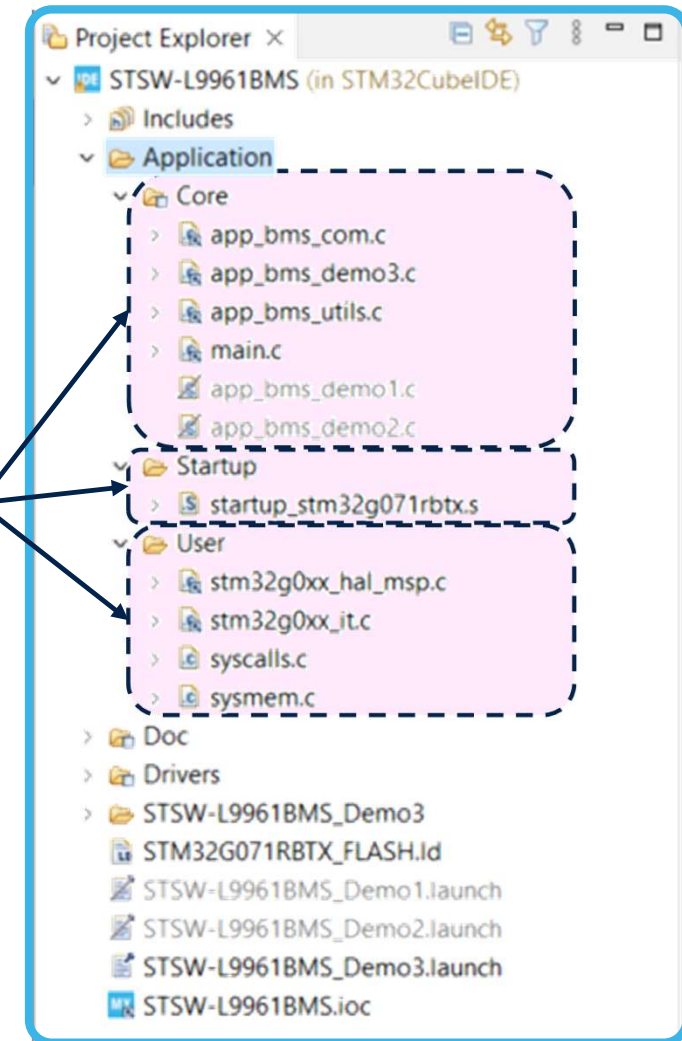 Project Explorer
STSW-L9961BMS (in STM32CubeIDE)
Includes
Application
Core
app_bms_com.c
app_bms_demo3.c
app_bms_utils.c
main.c
app_bms_demo1.c
app_bms_demo2.c
Startup
startup_stm32g071rbtx.s
User
stm32g0xx_hal_msp.c
stm32g0xx_it.c
syscalls.c
sysmem.c
Doc
Drivers
STSW-L9961BMS_Demo3
STM32G071RBTX_FLASH.ld
STSW-L9961BMS_Demo1.launch
STSW-L9961BMS_Demo2.launch
STSW-L9961BMS_Demo3.launch
STSW-L9961BMS.ioc